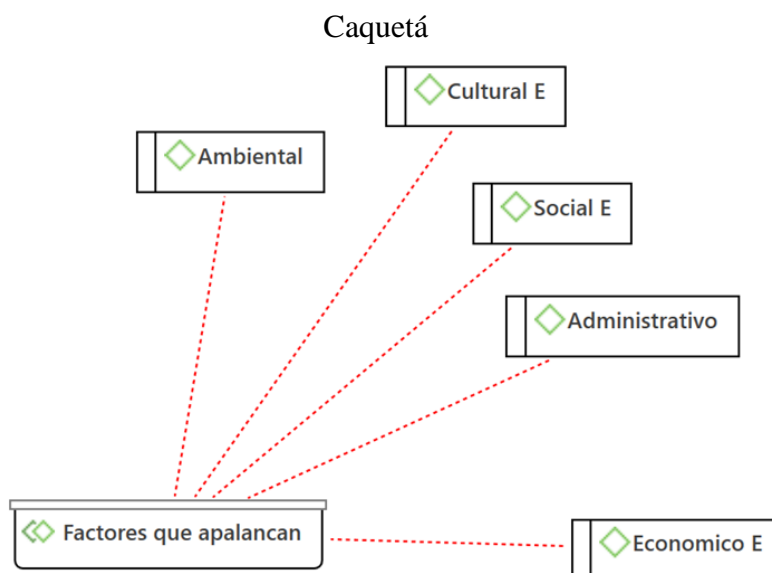 Caquetá
Cultural E
Ambiental
Social E
Administrativo
Factores que apalancan
Economico E